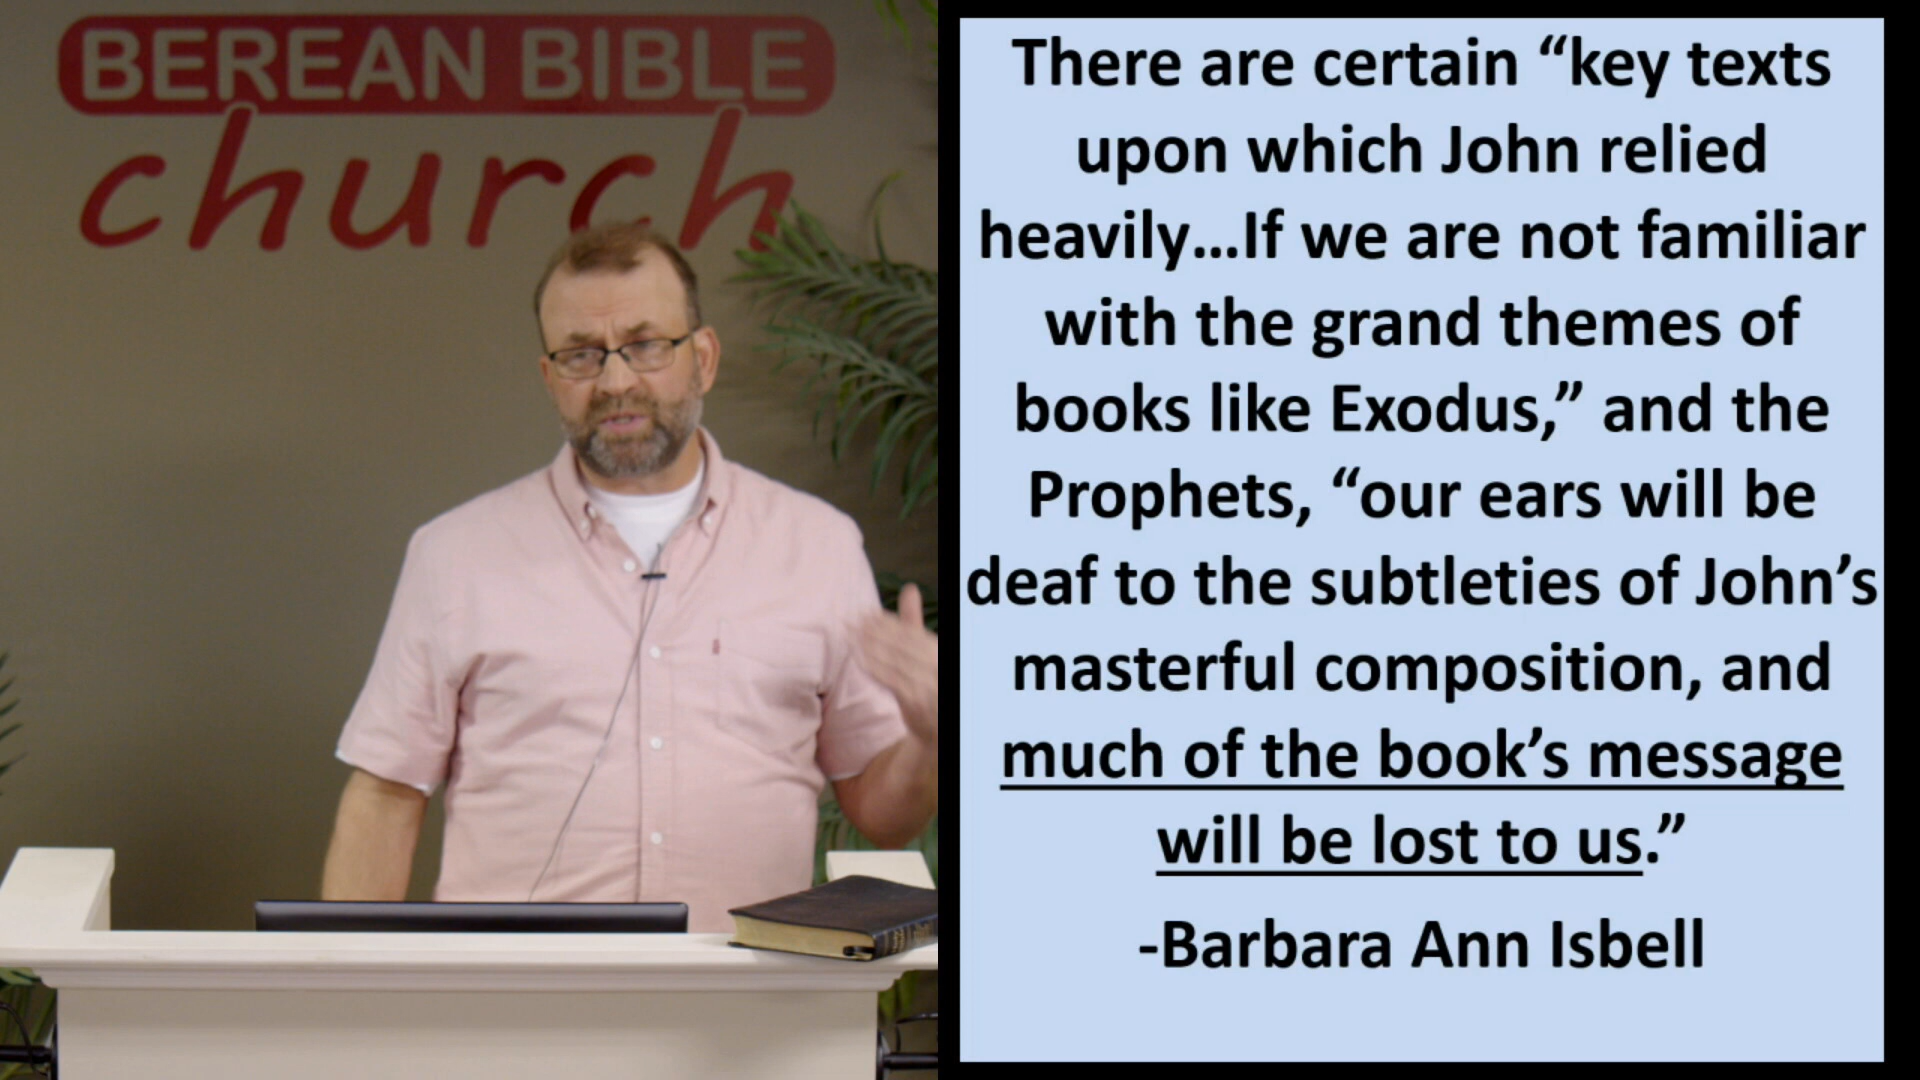 BEREAN BIBLE
church
There are certain “key texts
upon which John relied
heavily...If we are not familiar
with the grand themes of
books like Exodus,” and the
Prophets, “our ears will be
deaf to the subtleties of John’s
masterful composition, and
much of the book’s message
will be lost to us.”
-Barbara Ann Isbell